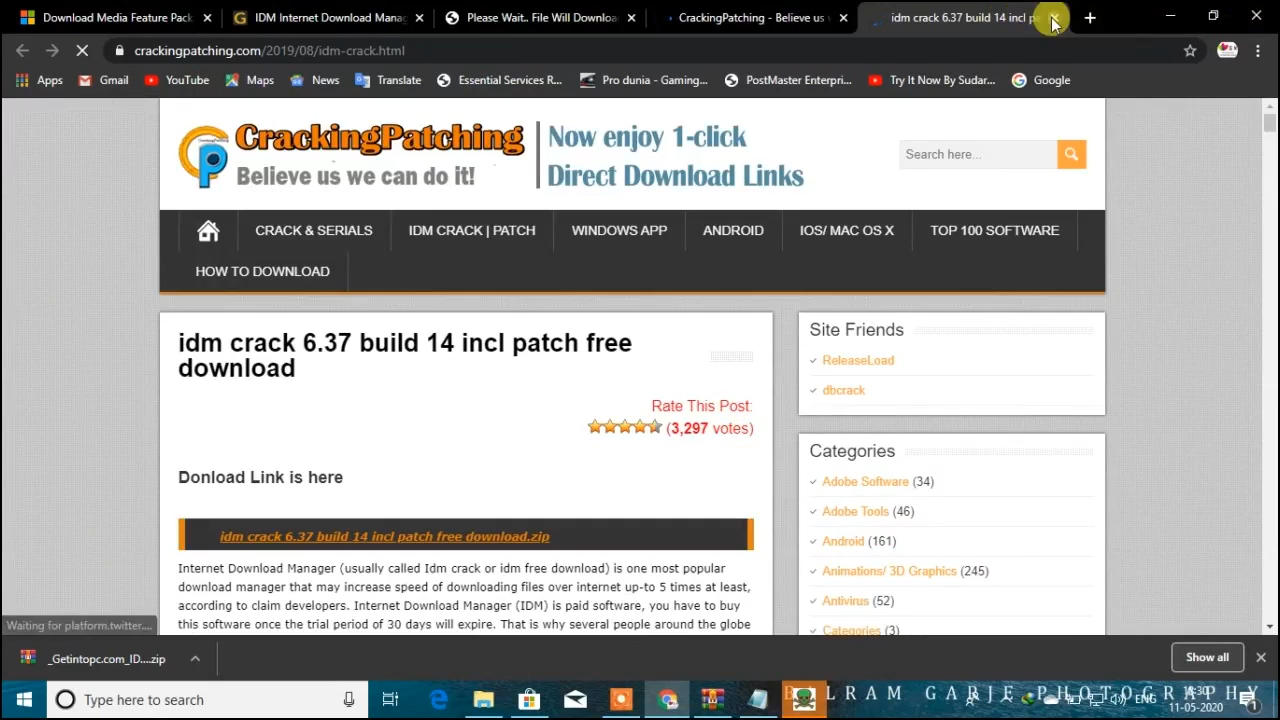 Download Media Feature Pack
IDM Internet Download Mana
Please Wait.. File Will Downloa
CrackingPatching - Believe us
idm crack 6.37 build 14 incl p
crackingpatching.com/2019/08/idm-crack.html
Apps
Gmail
YouTube
Maps
News
Translate
Essential Services R...
Pro dunia - Gaming...
PostMaster Enterpri...
Try It Now By Sudar...
Google
CrackingPatching
Believe us we can do it!
Now enjoy 1-click
Direct Download Links
Search here...
CRACK & SERIALS
IDM CRACK | PATCH
WINDOWS APP
ANDROID
IOS/ MAC OS X
TOP 100 SOFTWARE
HOW TO DOWNLOAD
idm crack 6.37 build 14 incl patch free
download
Rate This Post:
(3,297 votes)
Donload Link is here
idm crack 6.37 build 14 incl patch free download.zip
Internet Download Manager (usually called Idm crack or idm free download) is one most popular
download manager that may increase speed of downloading files over internet up-to 5 times at least,
according to claim developers. Internet Download Manager (IDM) is paid software, you have to buy
this software once the trial period of 30 days will expire. That is why several people around the globe
Site Friends
ReleaseLoad
dbcrack
Categories
Adobe Software (34)
Adobe Tools (46)
Android (161)
Animations/ 3D Graphics (245)
Antivirus (52)
Categories (3)
Waiting for platform.twitter....
_Getintopc.com_ID....zip
Show all
Type here to search
BALRAM GARJE PHOTOGRAPHY
ENG
11-05-2020